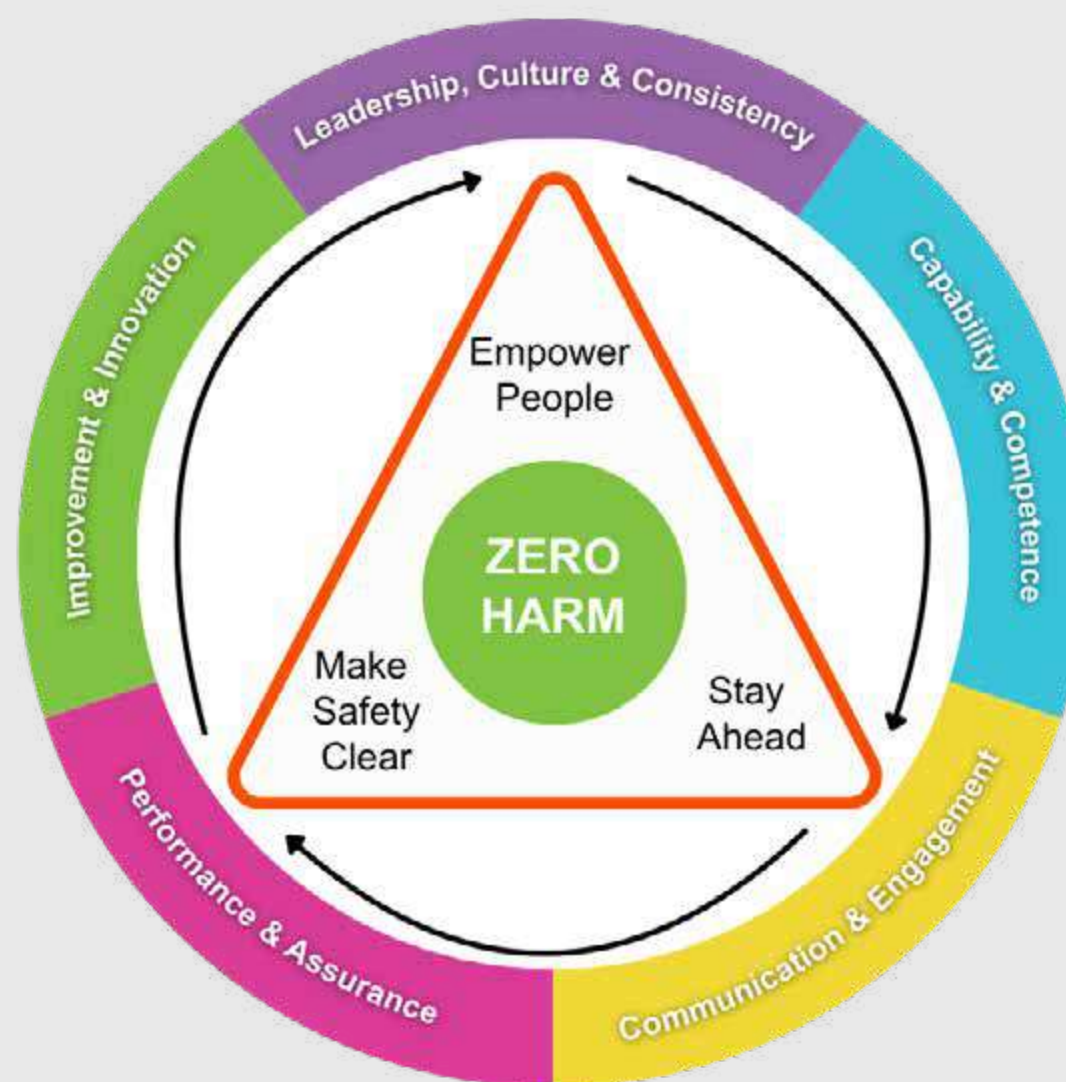 Leadership, Culture & Consistency
Capability & Competence
Communication & Engagement
Performance & Assurance
Improvement & Innovation
Empower
People
ZERO
HARM
Make
Safety
Clear
Stay
Ahead